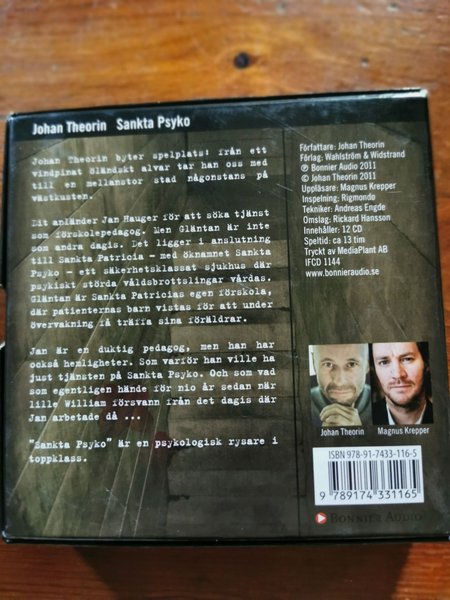 Johan Theorin Sankta Psyko
Johan Theorin byter spelplats: från ett
vindpinat öländskt alvar tar han oss med
till en mellanstor stad någonstans på
västkusten.
Dit anländer Jan Hauger för att söka tjänst
som förskolepedagog. Men Gläntan är inte
som andra dagis. Det ligger i anslutning
till Sankta Patricia – med öknamnet Sankta
Psyko – ett säkerhetsklassat sjukhus där
psykiskt störda våldsbrottslingar vårdas,
Gläntan är Sankta Patricias egen förskola,
där patienternas barn vistas för att under
övervakning få träffa sina föräldrar.
Jan är en duktig pedagog, men han har
också hemligheter. Som varför han ville ha
just tjänsten på Sankta Psyko. Och som vad
som egentligen hände för nio år sedan när
lille William försvann från det dagis där
Jan arbetade då ...
"Sankta Psyko" är en psykologisk rysare i
toppklass.
Författare: Johan Theorin
Förlag: Wahlström & Widstrand
℗ Bonnier Audio 2011
© Johan Theorin 2011
Uppläsare: Magnus Krepper
Inspelning: Rigmondo
Tekniker: Andreas Engde
Omslag: Rickard Hansson
Innehåller: 12 CD
Speltid: ca 13 tim
Tryckt av MediaPlant AB
IFCD 1144
www.bonnieraudio.se
Johan Theorin
Magnus Krepper
ISBN 978-91-7433-116-5
9 789174 331165
BONNIER AUDIO